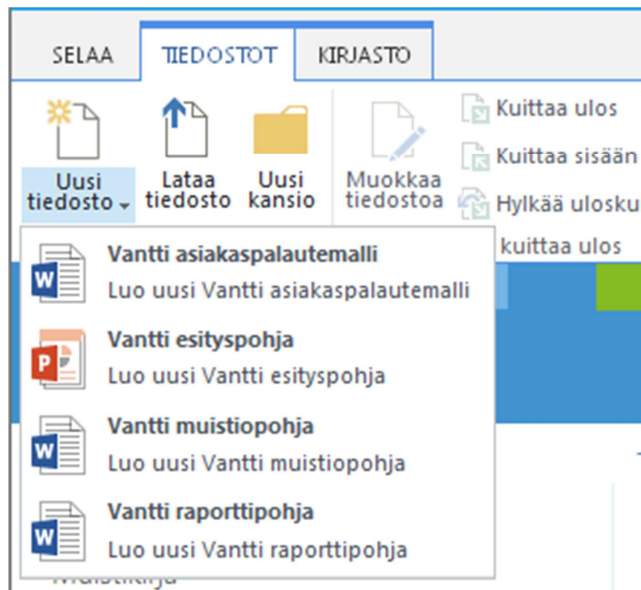 SELAA TIEDOSTOT KIRJASTO
Uusi
tiedosto
Lataa
tiedosto
Uusi
kansio
Muokkaa
tiedostoa
Kuittaa ulos
Kuittaa sisään
Hylkää
kuittaa ulos
Vantti asiakaspalautemalli
Luo uusi Vantti asiakaspalautemalli
Vantti esityspohja
Luo uusi Vantti esityspohja
Vantti muistiopohja
Luo uusi Vantti muistiopohja
Vantti raporttipohja
Luo uusi Vantti raporttipohja